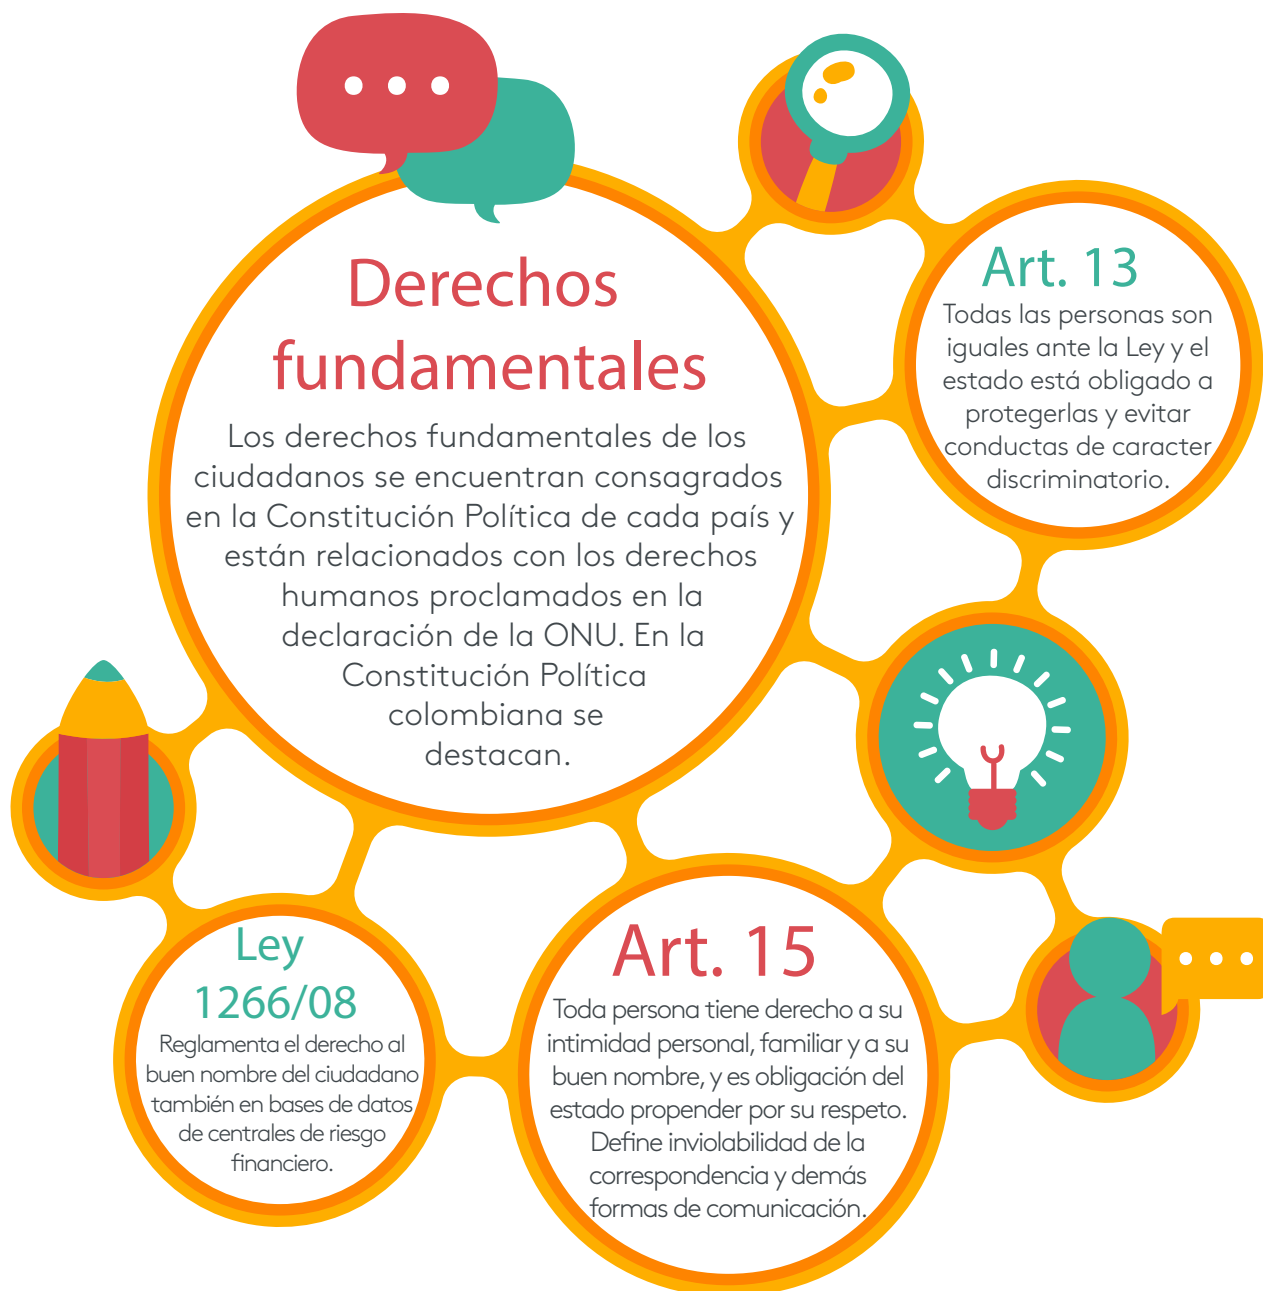 Derechos
fundamentales
Los derechos fundamentales de los
ciudadanos se encuentran consagrados
en la Constitución Política de cada país y
están relacionados con los derechos
humanos proclamados en la
declaración de la ONU. En la
Constitución Política
colombiana se
destacan.
Art. 13
Todas las personas son
iguales ante la Ley y el
estado está obligado a
protegerlas y evitar
conductas de caracter
discriminatorio.
Ley
1266/08
Reglamenta el derecho al
buen nombre del ciudadano
también en bases de datos
de centrales de riesgo
financiero.
Art. 15
Toda persona tiene derecho a su
intimidad personal, familiar y a su
buen nombre, y es obligación del
estado propender por su respeto.
Define inviolabilidad de la
correspondencia y demás
formas de comunicación.